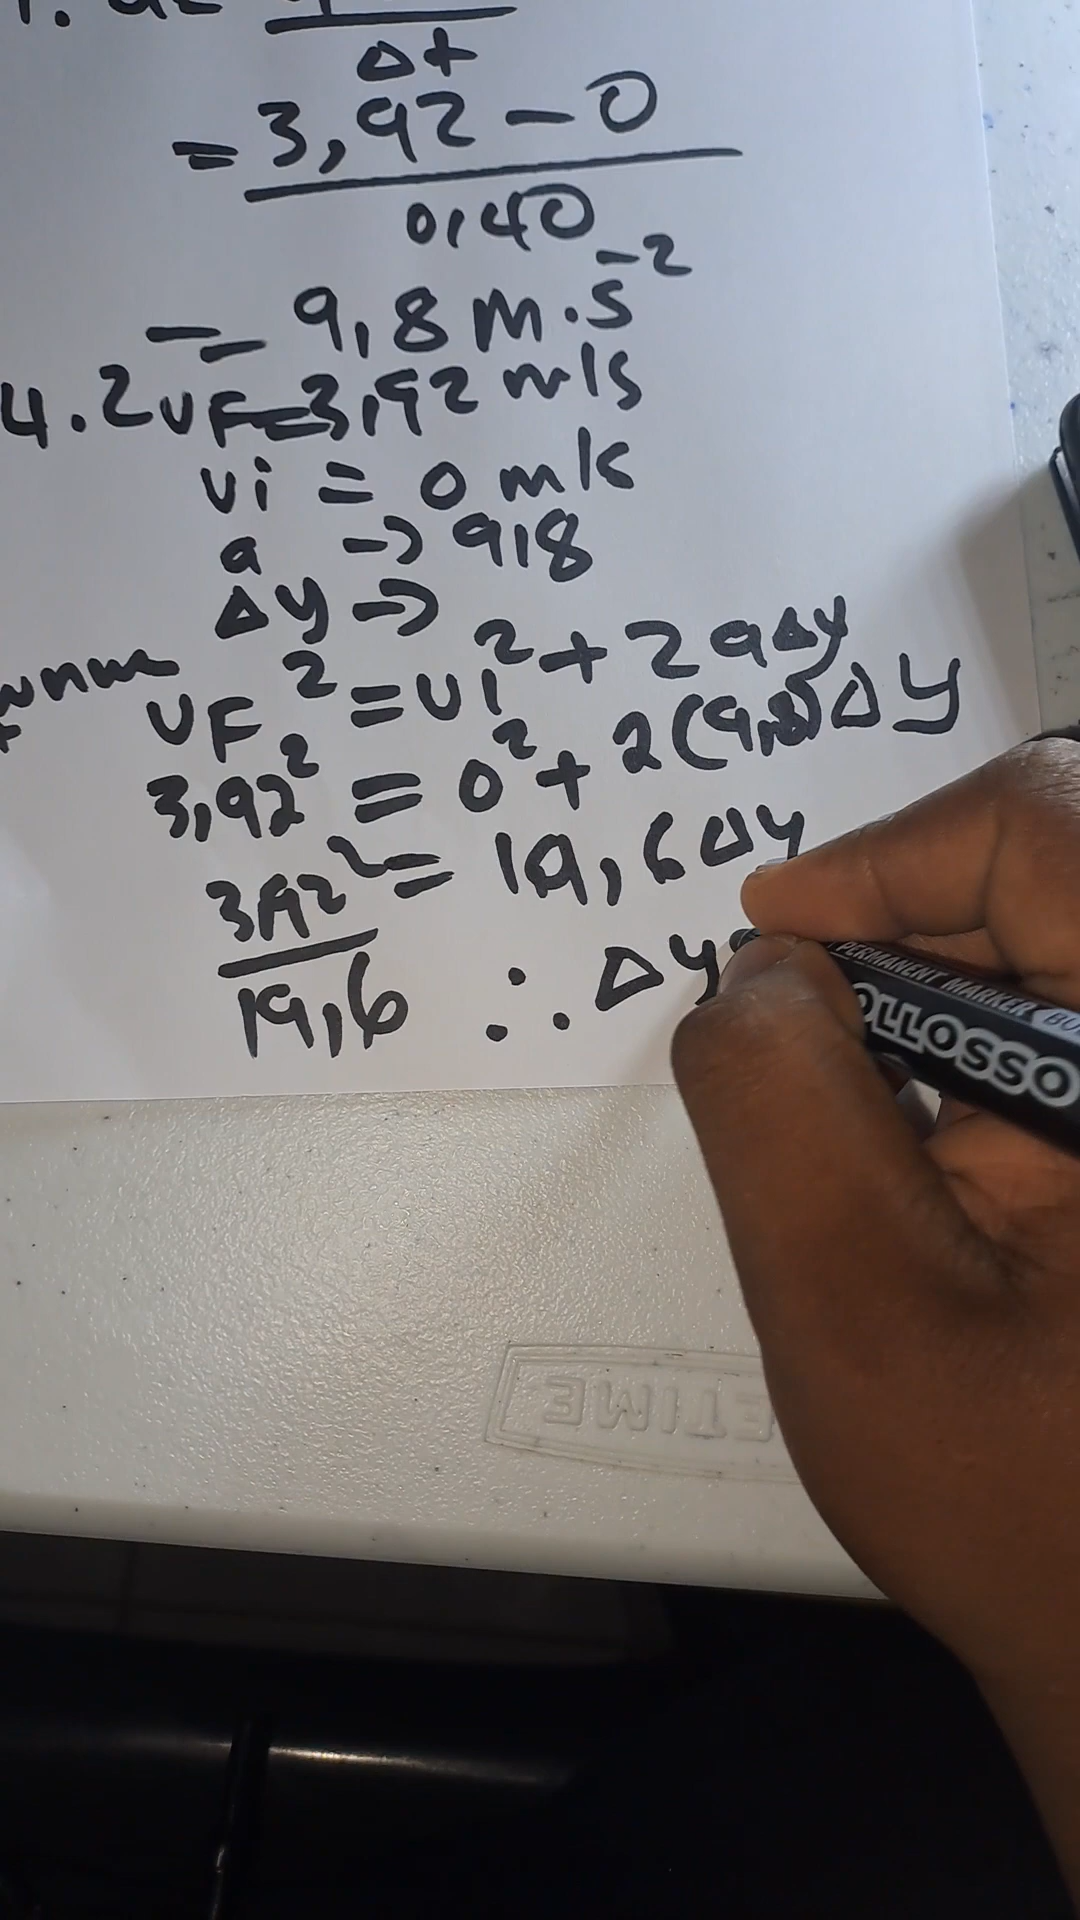 Δt
= 3,92 - 0
0,40
= 9,8 m.s⁻²
4.2 vF = 3,92 m/s
vi = 0 m/s
a → 9,8
Δy →
vF² = vi² + 2aΔy
3,92² = 0² + 2(9,8)Δy
3,92² = 19,6Δy
19,6 ∴ Δy
PERMANENT MARKER BU
OLLOSSO
ETIME